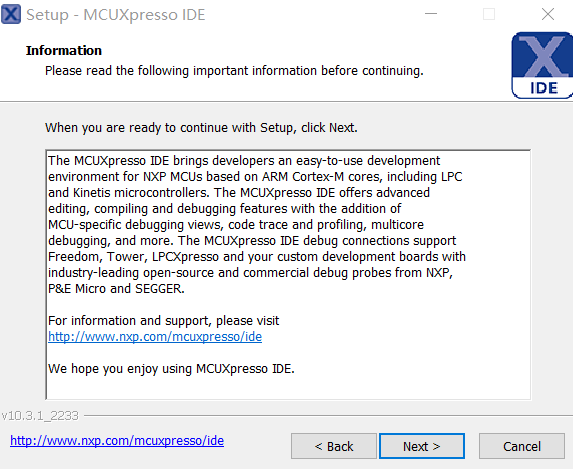 Setup - MCUXpresso IDE
Information
Please read the following important information before continuing.
IDE
When you are ready to continue with Setup, click Next.
The MCUXpresso IDE brings developers an easy-to-use development
environment for NXP MCUs based on ARM Cortex-M cores, including LPC
and Kinetis microcontrollers. The MCUXpresso IDE offers advanced
editing, compiling and debugging features with the addition of
MCU-specific debugging views, code trace and profiling, multicore
debugging, and more. The MCUXpresso IDE debug connections support
Freedom, Tower, LPCXpresso and your custom development boards with
industry-leading open-source and commercial debug probes from NXP,
P&E Micro and SEGGER.
For information and support, please visit
http://www.nxp.com/mcuxpresso/ide
We hope you enjoy using MCUXpresso IDE.
v10.3.1_2233
http://www.nxp.com/mcuxpresso/ide
< Back
Next >
Cancel